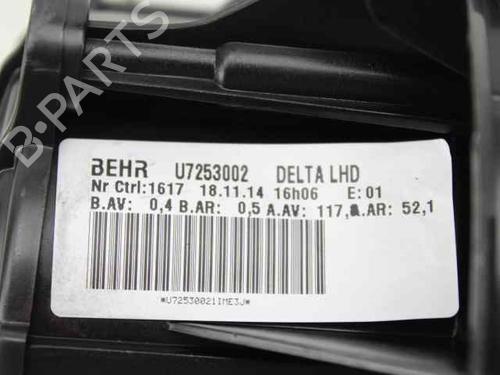 BEHR U7253002 DELTA LHD
Nr Ctrl:1617 18.11.14 16h06 E:01
B.AV: 0,4 B.AR: 0,5 A.AV: 117, A.AR: 52,1
*U72530021IME3J*
B-PARTS